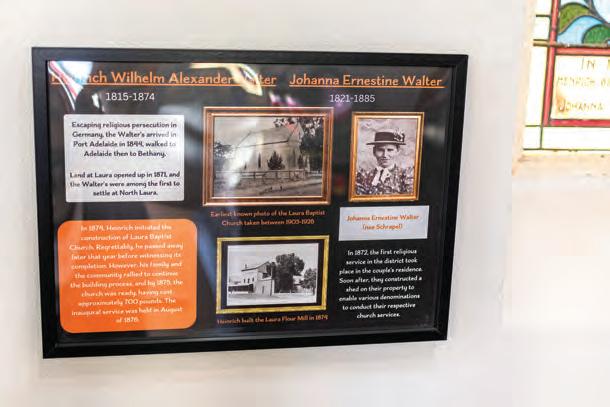 Heinrich Wilhelm Alexander Walter
1815-1874
Johanna Ernestine Walter
1821-1885
Escaping religious persecution in
Germany, the Walter's arrived in
Port Adelaide in 1844, walked to
Adelaide then to Bethany.
Land at Laura opened up in 1871, and
the Walter's were among the first to
settle at North Laura.
In 1874, Heinrich initiated the
construction of Laura Baptist
Church. Regrettably, he passed away
later that year before witnessing its
completion. However, his family and
the community rallied to continue
the building process, and by 1875, the
church was ready, having cost
approximately 700 pounds. The
inaugural service was held in August
of 1876.
Earliest known photo of the Laura Baptist
Church taken between 1903-1926
Heinrich built the Laura Flour Mill in 1874
Johanna Ernestine Walter
(nee Schrapel)
In 1872, the first religious
service in the district took
place in the couple's residence.
Soon after, they constructed a
shed on their property to
enable various denominations
to conduct their respective
church services.
IN
HENRICH
JOHANNA